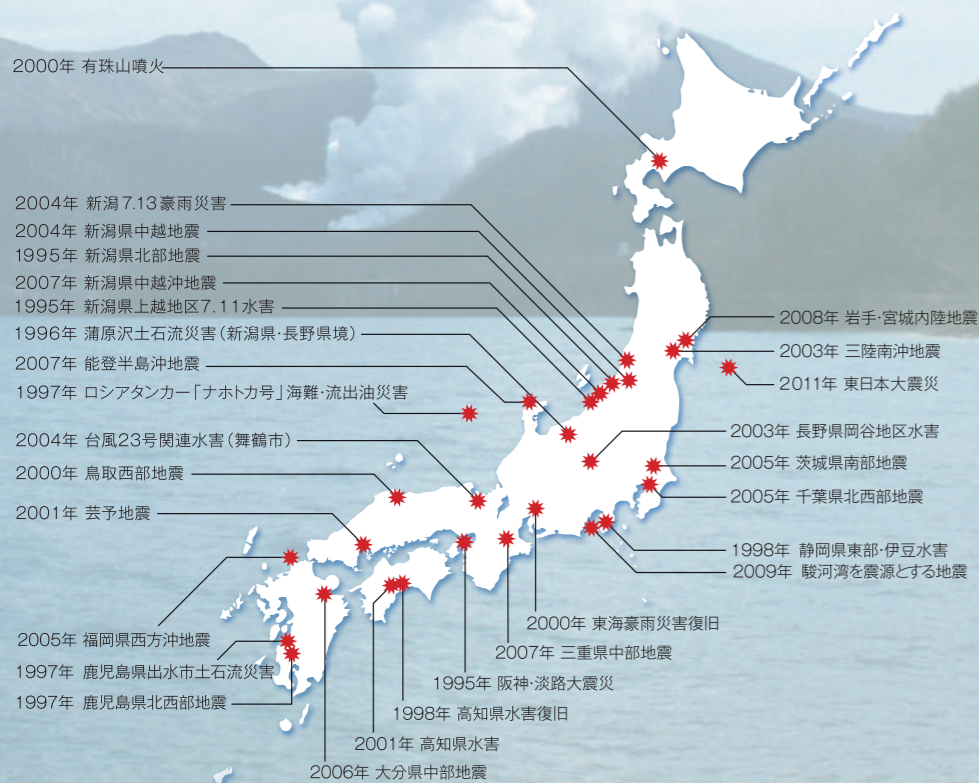 2000年 有珠山噴火
2004年 新潟7.13豪雨災害
2004年 新潟県中越地震
1995年 新潟県北部地震
2007年 新潟県中越沖地震
1995年 新潟県上越地区7.11水害
1996年 蒲原沢土石流災害(新潟県・長野県境)
2007年 能登半島沖地震
1997年 ロシアタンカー「ナホトカ号」海難・流出油災害
2004年 台風23号関連水害(舞鶴市)
2000年 鳥取西部地震
2001年 芸予地震
2005年 福岡県西方沖地震
1997年 鹿児島県出水市土石流災害
1997年 鹿児島県北西部地震
2008年 岩手・宮城内陸地震
2003年 三陸南沖地震
2011年 東日本大震災
2003年 長野県岡谷地区水害
2005年 茨城県南部地震
2005年 千葉県北西部地震
1998年 静岡県東部・伊豆水害
2009年 駿河湾を震源とする地震
2000年 東海豪雨災害復旧
2007年 三重県中部地震
1995年 阪神・淡路大震災
1998年 高知県水害復旧
2001年 高知県水害
2006年 大分県中部地震